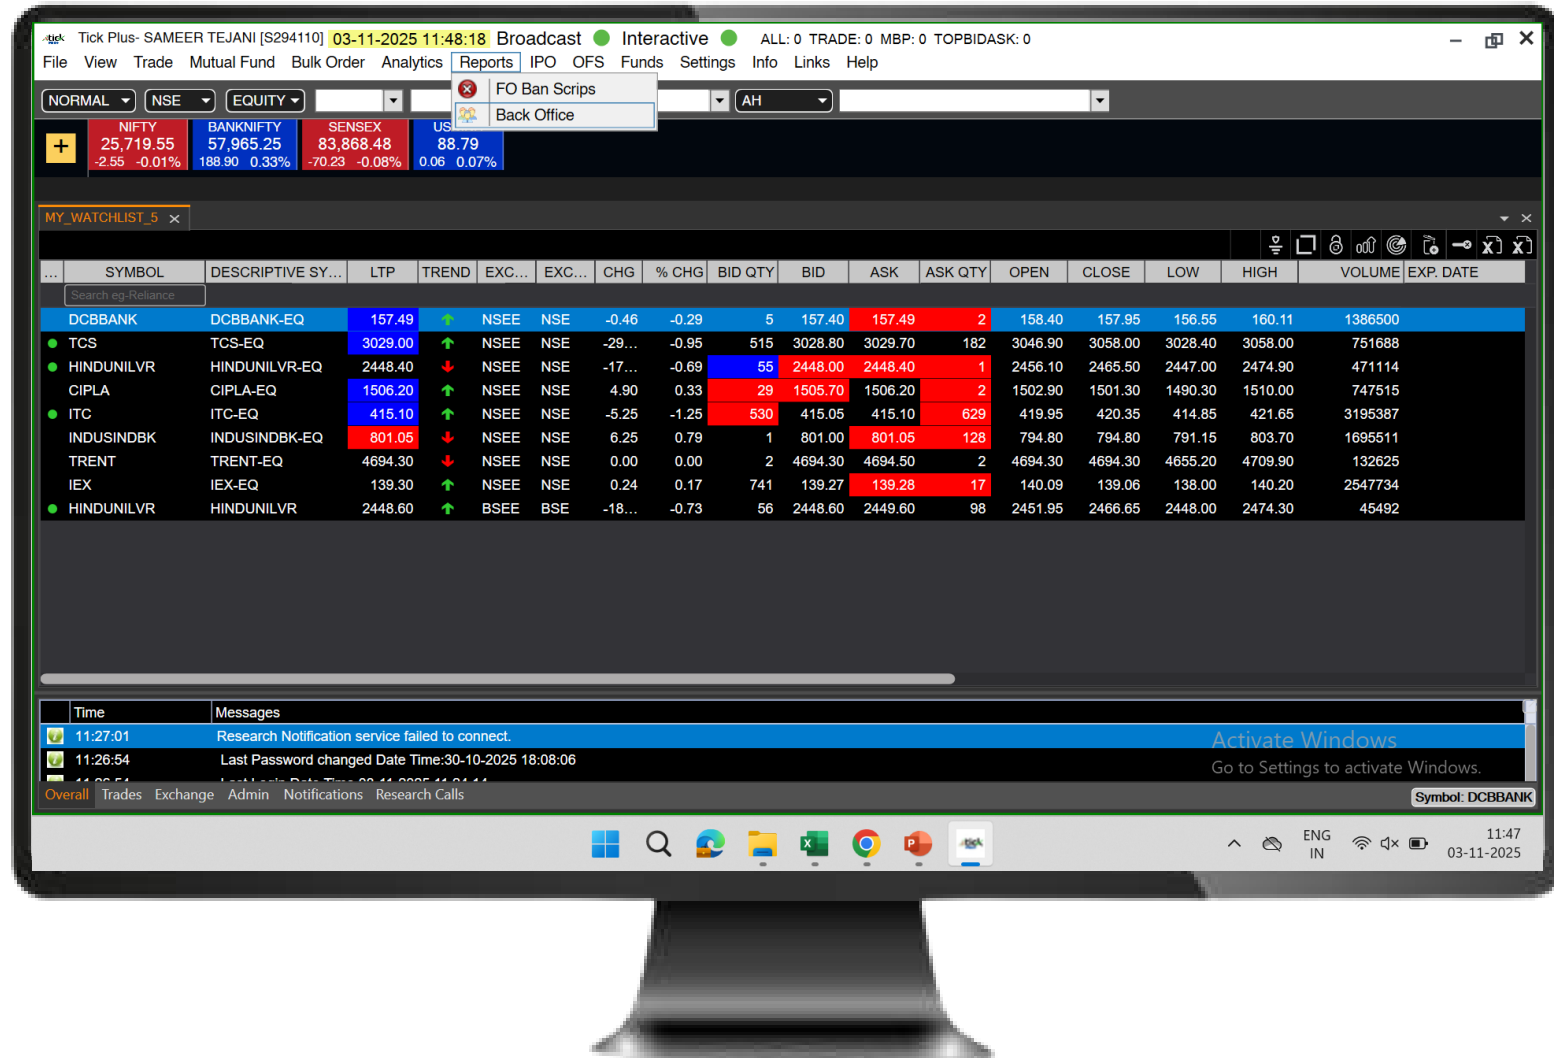 tick Tick Plus- SAMEER TEJANI [S294110] 03-11-2025 11:48:18 Broadcast Interactive ALL: 0 TRADE: 0 MBP: 0 TOPBIDASK: 0
File View Trade Mutual Fund Bulk Order Analytics Reports IPO OFS Funds Settings Info Links Help
FO Ban Scrips
Back Office
NORMAL NSE EQUITY AH
NIFTY BANKNIFTY SENSEX US
25,719.55 57,965.25 83,868.48 88.79
-2.55 -0.01% 188.90 0.33% -70.23 -0.08% 0.06 0.07%
MY_WATCHLIST_5
... SYMBOL DESCRIPTIVE SY... LTP TREND EXC... EXC... CHG % CHG BID QTY BID ASK ASK QTY OPEN CLOSE LOW HIGH VOLUME EXP. DATE
Search eg-Reliance
DCBBANK DCBBANK-EQ 157.49 NSEE NSE -0.46 -0.29 5 157.40 157.49 2 158.40 157.95 156.55 160.11 1386500
TCS TCS-EQ 3029.00 NSEE NSE -29... -0.95 515 3028.80 3029.70 182 3046.90 3058.00 3028.40 3058.00 751688
HINDUNILVR HINDUNILVR-EQ 2448.40 NSEE NSE -17... -0.69 55 2448.00 2448.40 1 2456.10 2465.50 2447.00 2474.90 471114
CIPLA CIPLA-EQ 1506.20 NSEE NSE 4.90 0.33 29 1505.70 1506.20 2 1502.90 1501.30 1490.30 1510.00 747515
ITC ITC-EQ 415.10 NSEE NSE -5.25 -1.25 530 415.05 415.10 629 419.95 420.35 414.85 421.65 3195387
INDUSINDBK INDUSINDBK-EQ 801.05 NSEE NSE 6.25 0.79 1 801.00 801.05 128 794.80 794.80 791.15 803.70 1695511
TRENT TRENT-EQ 4694.30 NSEE NSE 0.00 0.00 2 4694.30 4694.50 2 4694.30 4694.30 4655.20 4709.90 132625
IEX IEX-EQ 139.30 NSEE NSE 0.24 0.17 741 139.27 139.28 17 140.09 139.06 138.00 140.20 2547734
HINDUNILVR HINDUNILVR 2448.60 BSEE BSE -18... -0.73 56 2448.60 2449.60 98 2451.95 2466.65 2448.00 2474.30 45492
Time Messages
11:27:01 Research Notification service failed to connect.
11:26:54 Last Password changed Date Time:30-10-2025 18:08:06
Activate Windows
Go to Settings to activate Windows.
Overall Trades Exchange Admin Notifications Research Calls Symbol: DCBBANK
ENG 11:47
IN 03-11-2025